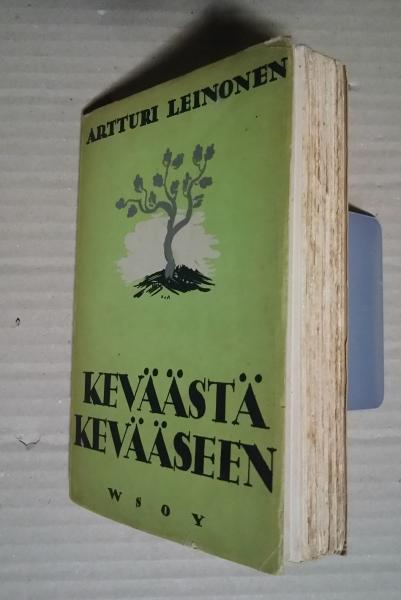 ARTTURI LEINONEN
KEVÄÄSTÄ
KEVÄÄSEEN
WSOY